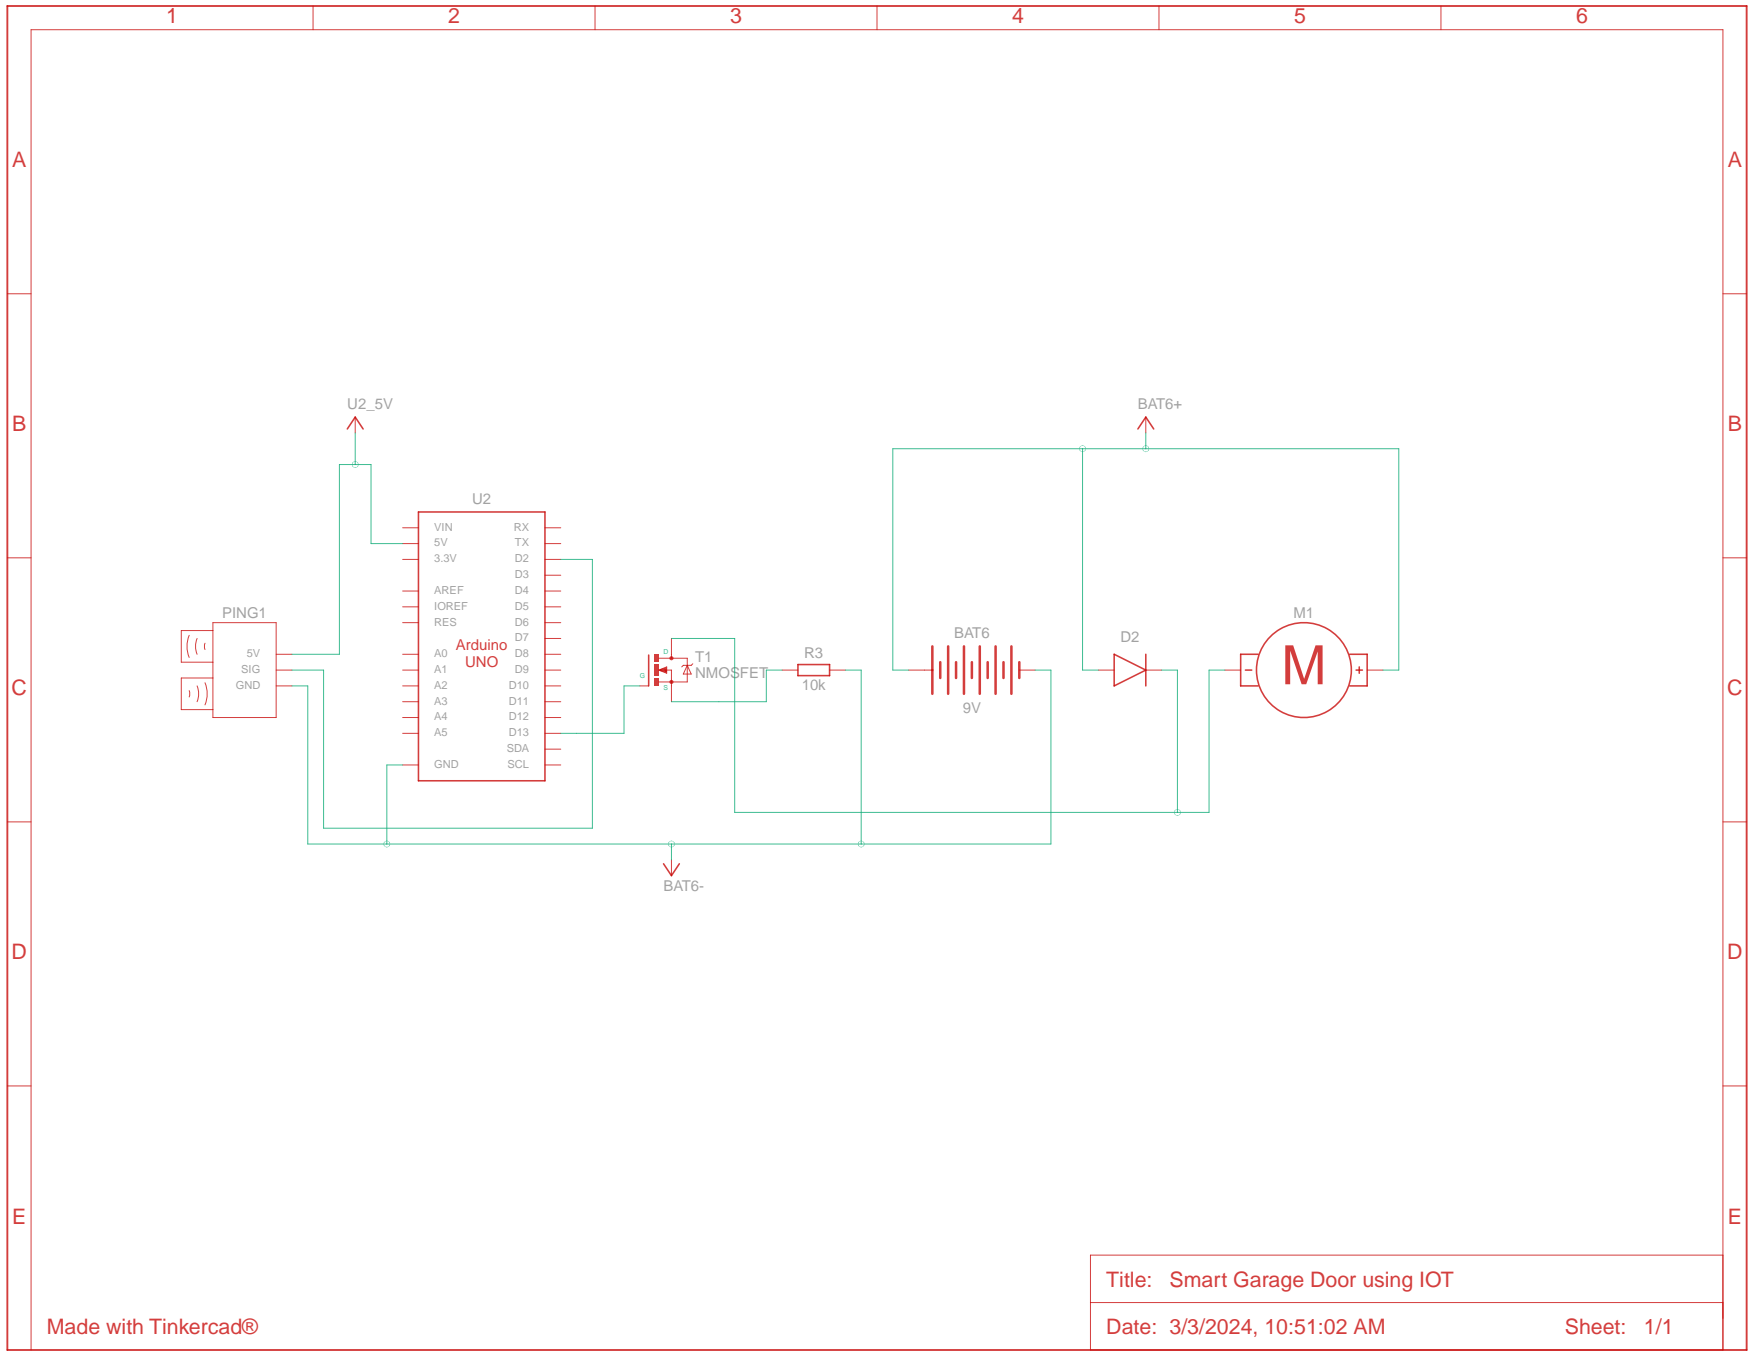 1 2 3 4 5 6
A A
B B
C C
D D
E E
U2_5V
BAT6+
U2
VIN RX
5V TX
3.3V D2
D3
AREF D4
IOREF D5
RES D6
D7
A0 D8
A1 D9
A2 D10
A3 D11
A4 D12
A5 D13
SDA
GND SCL
Arduino
UNO
PING1
5V
SIG
GND
D
G
S
T1
NMOSFET
R3
10k
BAT6
9V
D2
M1
M
-
+
BAT6-
Title: Smart Garage Door using IOT
Date: 3/3/2024, 10:51:02 AM Sheet: 1/1
Made with Tinkercad®